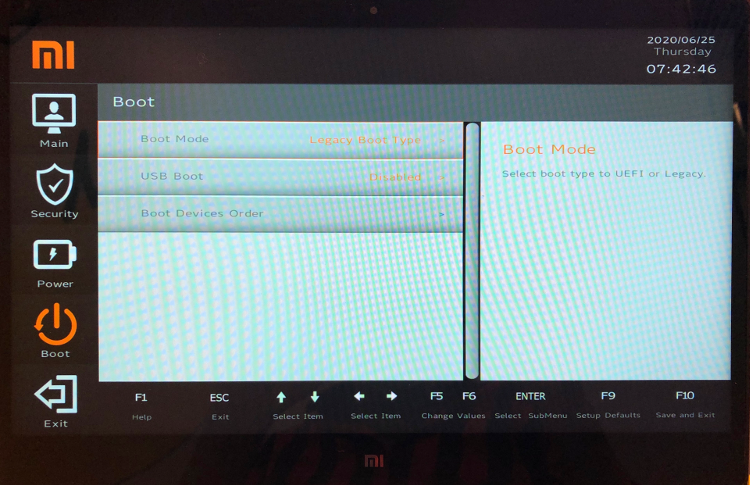 mi
2020/06/25
Thursday
07:42:46
Main
Security
Power
Boot
Exit
Boot
Boot Mode Legacy Boot Type >
USB Boot Disabled >
Boot Devices Order >
Boot Mode
Select boot type to UEFI or Legacy.
F1 ESC F5 F6 ENTER F9 F10
Help Exit Select Item Select Item Change Values Select SubMenu Setup Defaults Save and Exit
mi